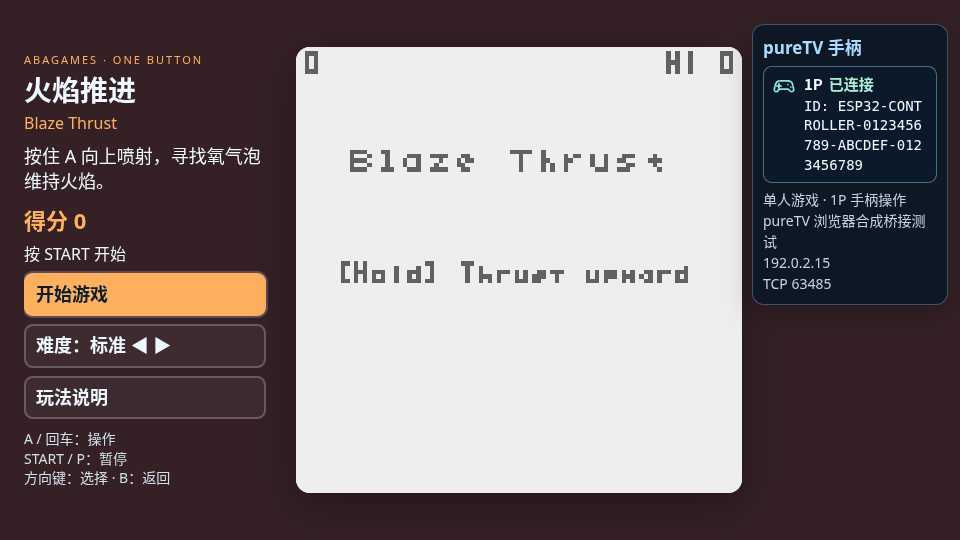 ABAGAMES · ONE BUTTON
火焰推进
Blaze Thrust
按住 A 向上喷射，寻找氧气泡
维持火焰。
得分 0
按 START 开始
开始游戏
难度：标准 ◀ ▶
玩法说明
A / 回车：操作
START / P：暂停
方向键：选择 · B：返回
0
HI 0
Blaze Thrust
[Hold] Thrust upward
pureTV 手柄
1P 已连接
ID: ESP32-CONT
ROLLER-0123456
789-ABCDEF-012
3456789
单人游戏 · 1P 手柄操作
pureTV 浏览器合成桥接测
试
192.0.2.15
TCP 63485